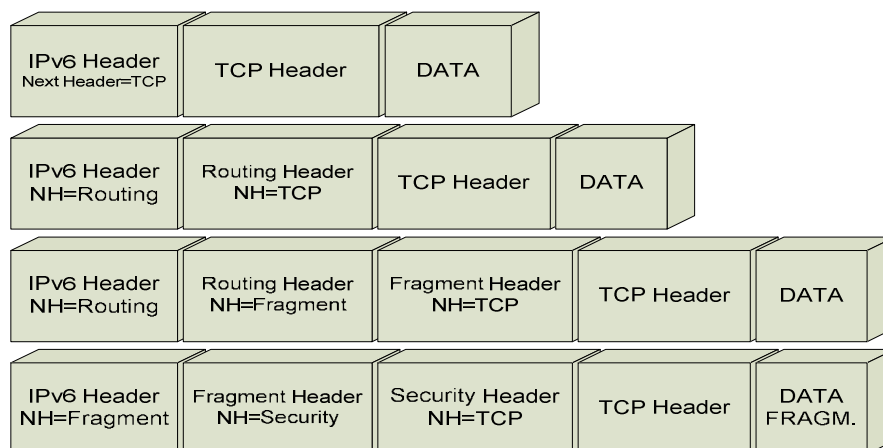 IPv6 Header
Next Header=TCP
TCP Header
DATA
IPv6 Header
NH=Routing
Routing Header
NH=TCP
TCP Header
DATA
IPv6 Header
NH=Routing
Routing Header
NH=Fragment
Fragment Header
NH=TCP
TCP Header
DATA
IPv6 Header
NH=Fragment
Fragment Header
NH=Security
Security Header
NH=TCP
TCP Header
DATA
FRAGM.